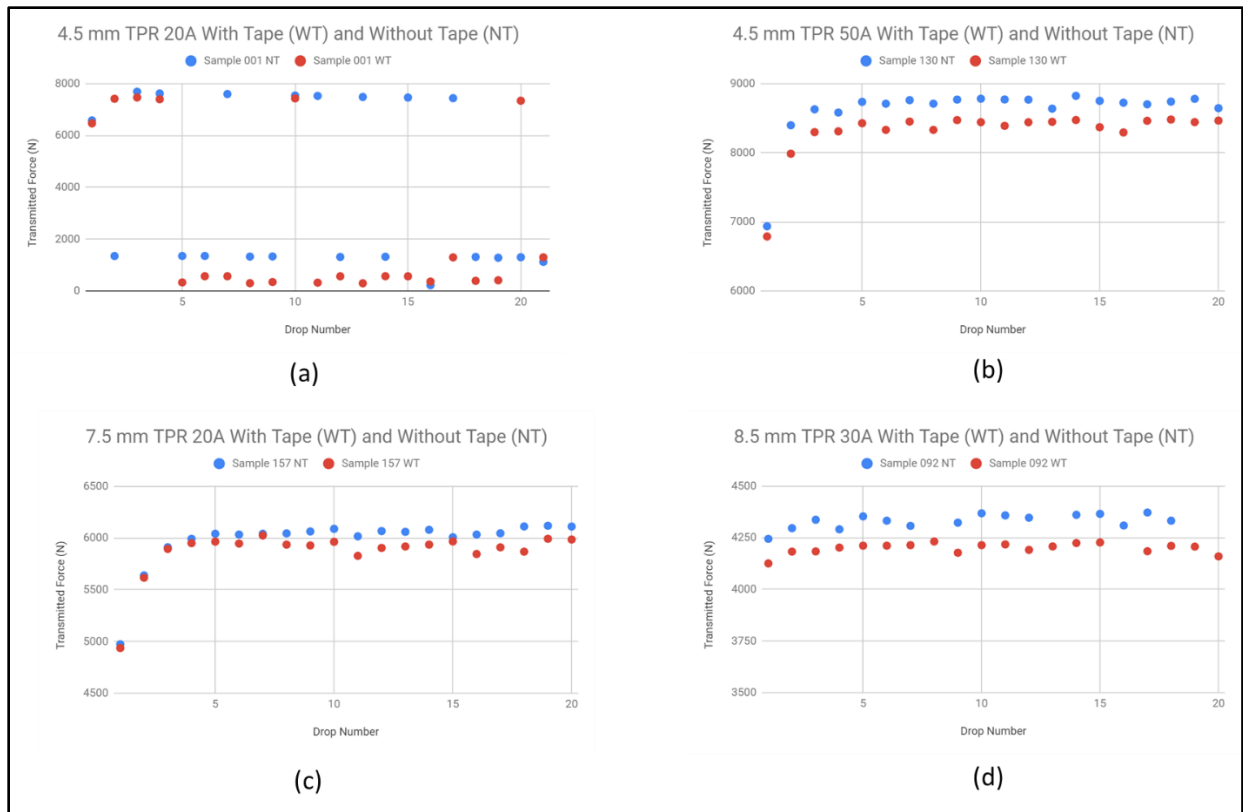 4.5 mm TPR 20A With Tape (WT) and Without Tape (NT)
Sample 001 NT Sample 001 WT
8000
6000
4000
2000
0
Transmitted Force (N)
5 10 15 20
Drop Number
(a)
4.5 mm TPR 50A With Tape (WT) and Without Tape (NT)
Sample 130 NT Sample 130 WT
9000
8000
7000
6000
Transmitted Force (N)
5 10 15 20
Drop Number
(b)
7.5 mm TPR 20A With Tape (WT) and Without Tape (NT)
Sample 157 NT Sample 157 WT
6500
6000
5500
5000
4500
Transmitted Force (N)
5 10 15 20
Drop Number
(c)
8.5 mm TPR 30A With Tape (WT) and Without Tape (NT)
Sample 092 NT Sample 092 WT
4500
4250
4000
3750
3500
Transmitted Force (N)
5 10 15 20
Drop Number
(d)